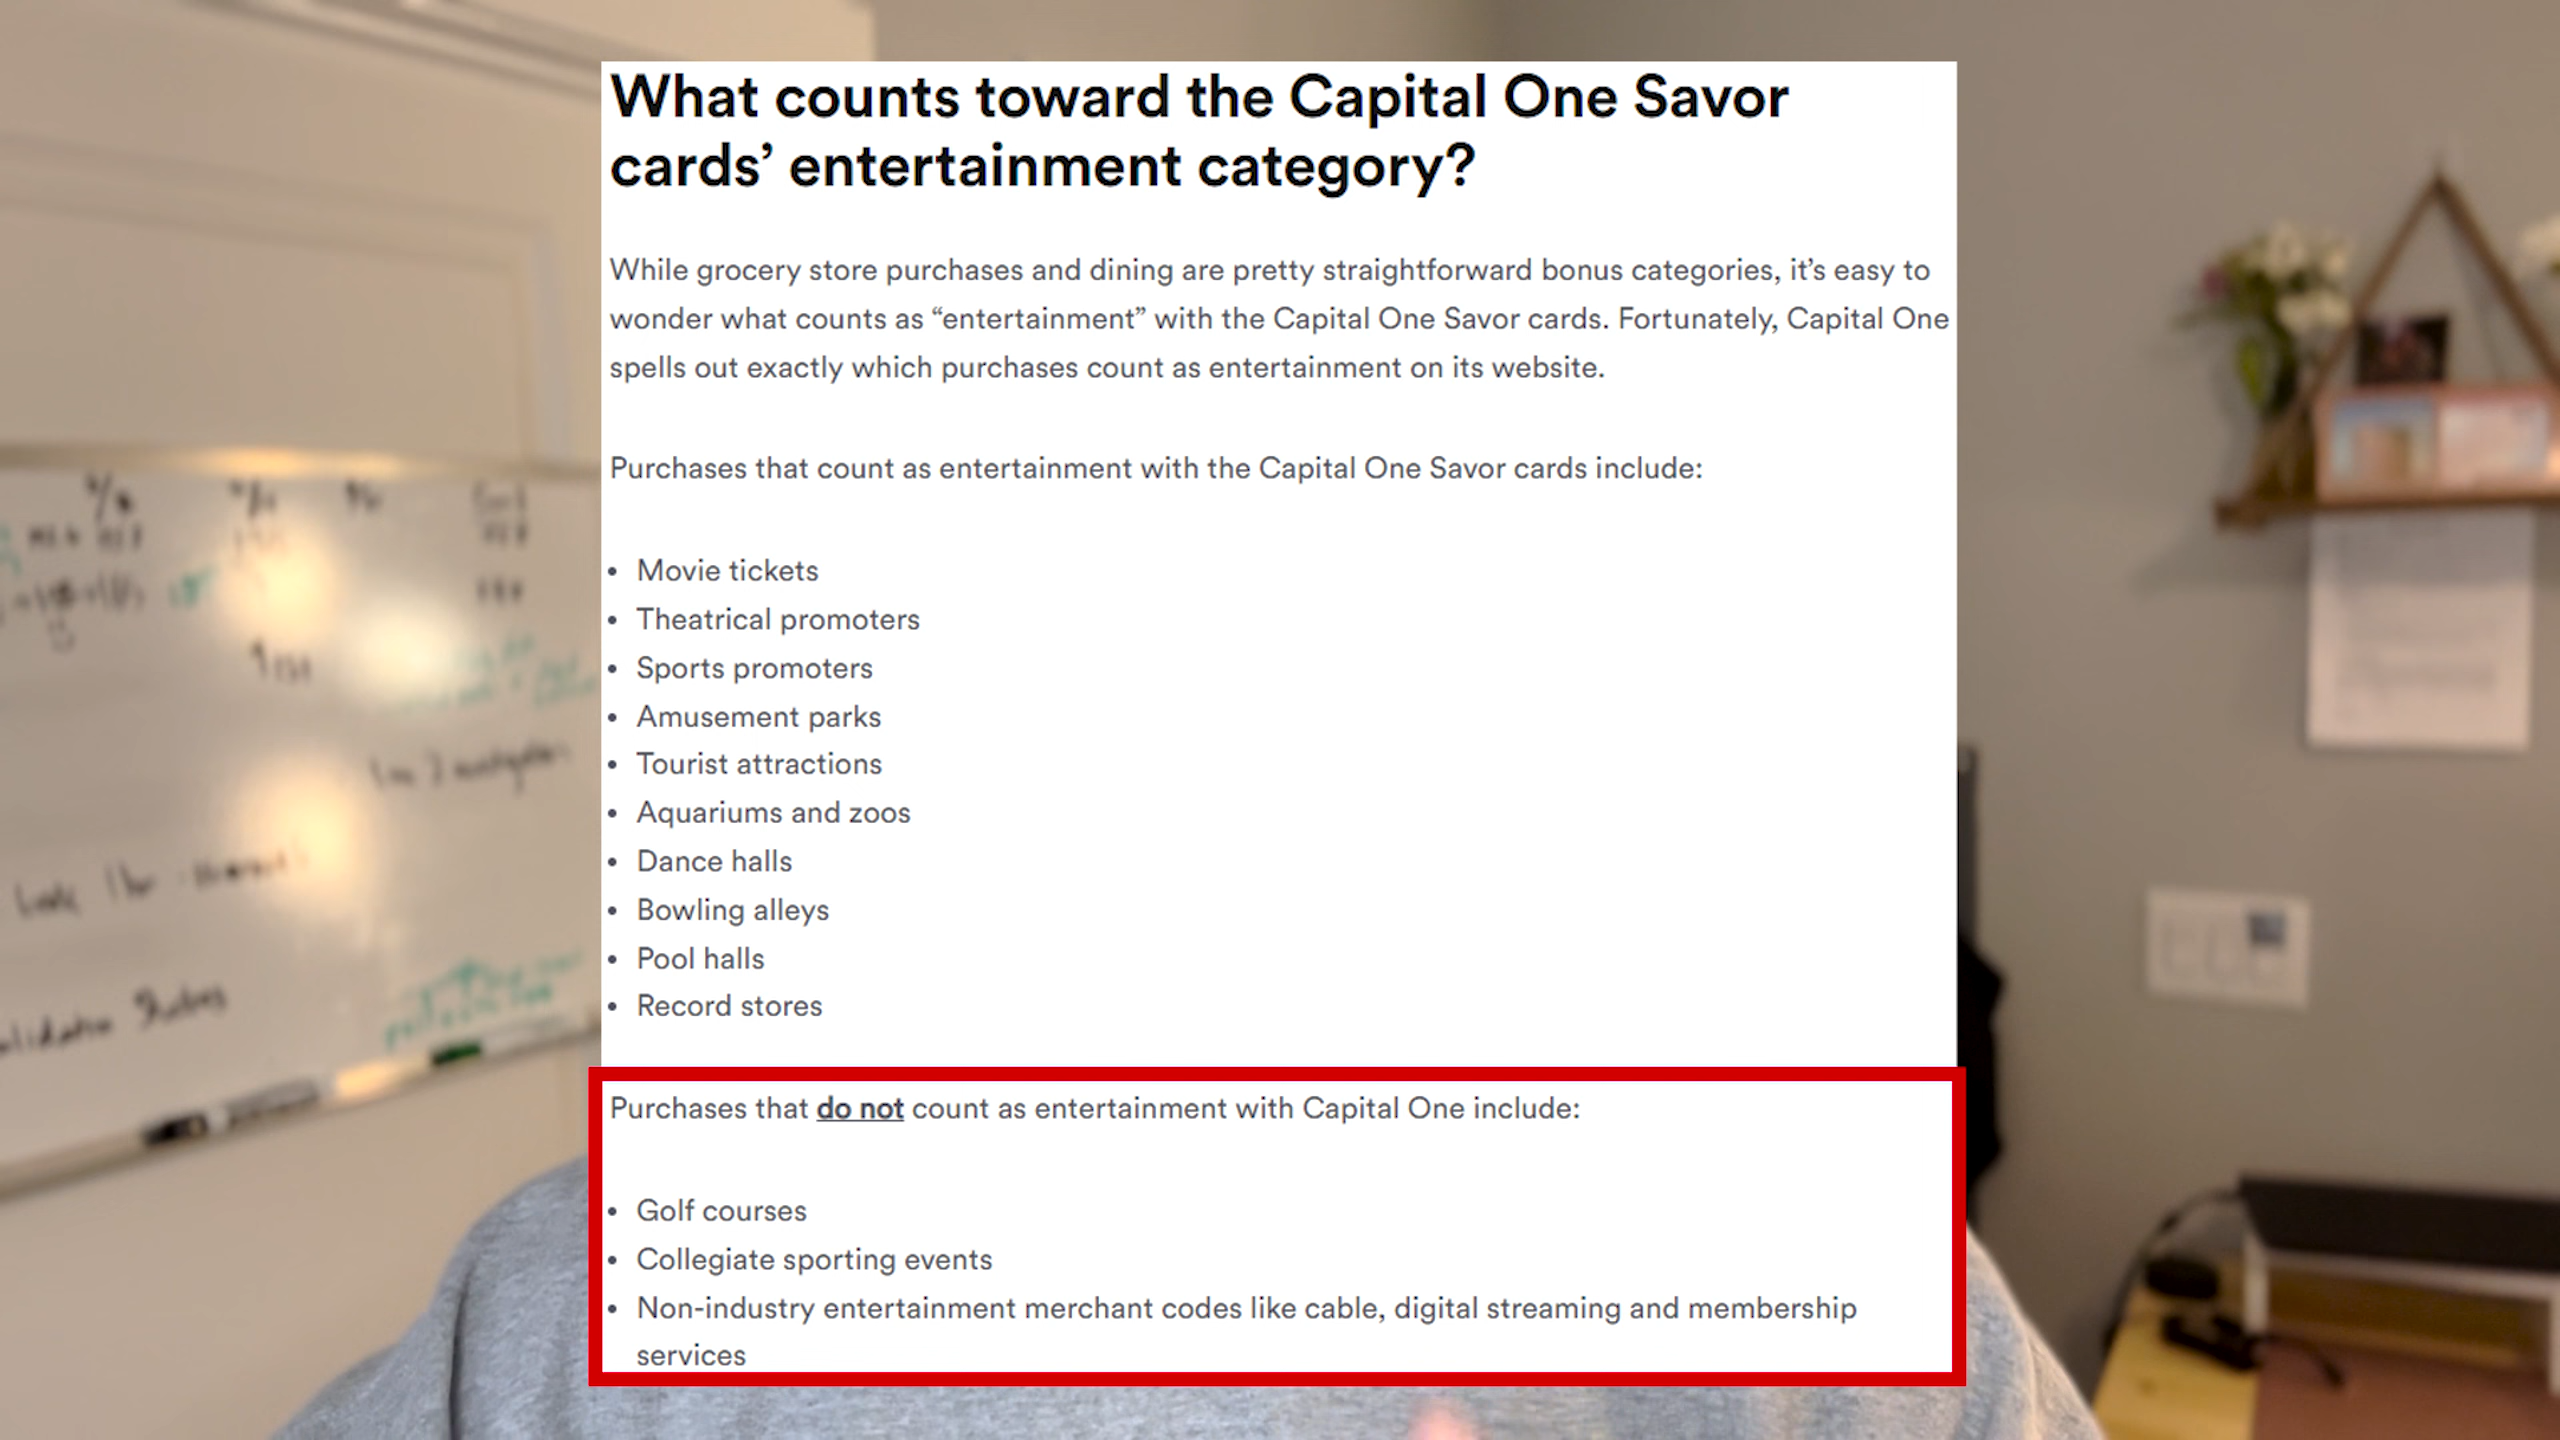 What counts toward the Capital One Savor
cards’ entertainment category?
While grocery store purchases and dining are pretty straightforward bonus categories, it’s easy to
wonder what counts as “entertainment” with the Capital One Savor cards. Fortunately, Capital One
spells out exactly which purchases count as entertainment on its website.
Purchases that count as entertainment with the Capital One Savor cards include:
• Movie tickets
• Theatrical promoters
• Sports promoters
• Amusement parks
• Tourist attractions
• Aquariums and zoos
• Dance halls
• Bowling alleys
• Pool halls
• Record stores
Purchases that do not count as entertainment with Capital One include:
• Golf courses
• Collegiate sporting events
• Non-industry entertainment merchant codes like cable, digital streaming and membership
services